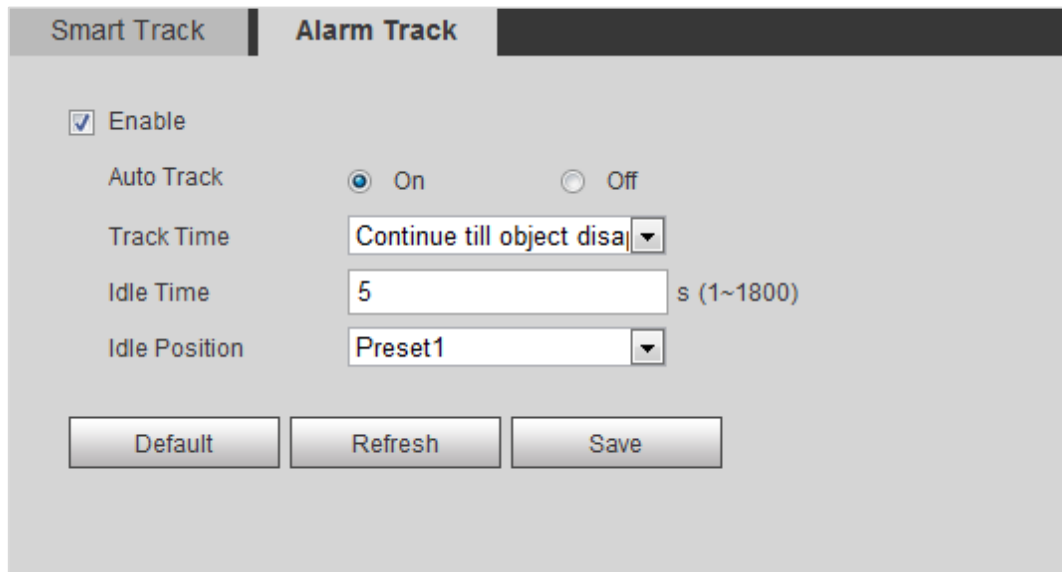 Smart Track Alarm Track
Enable
Auto Track On Off
Track Time Continue till object disa
Idle Time 5 s (1~1800)
Idle Position Preset1
Default Refresh Save